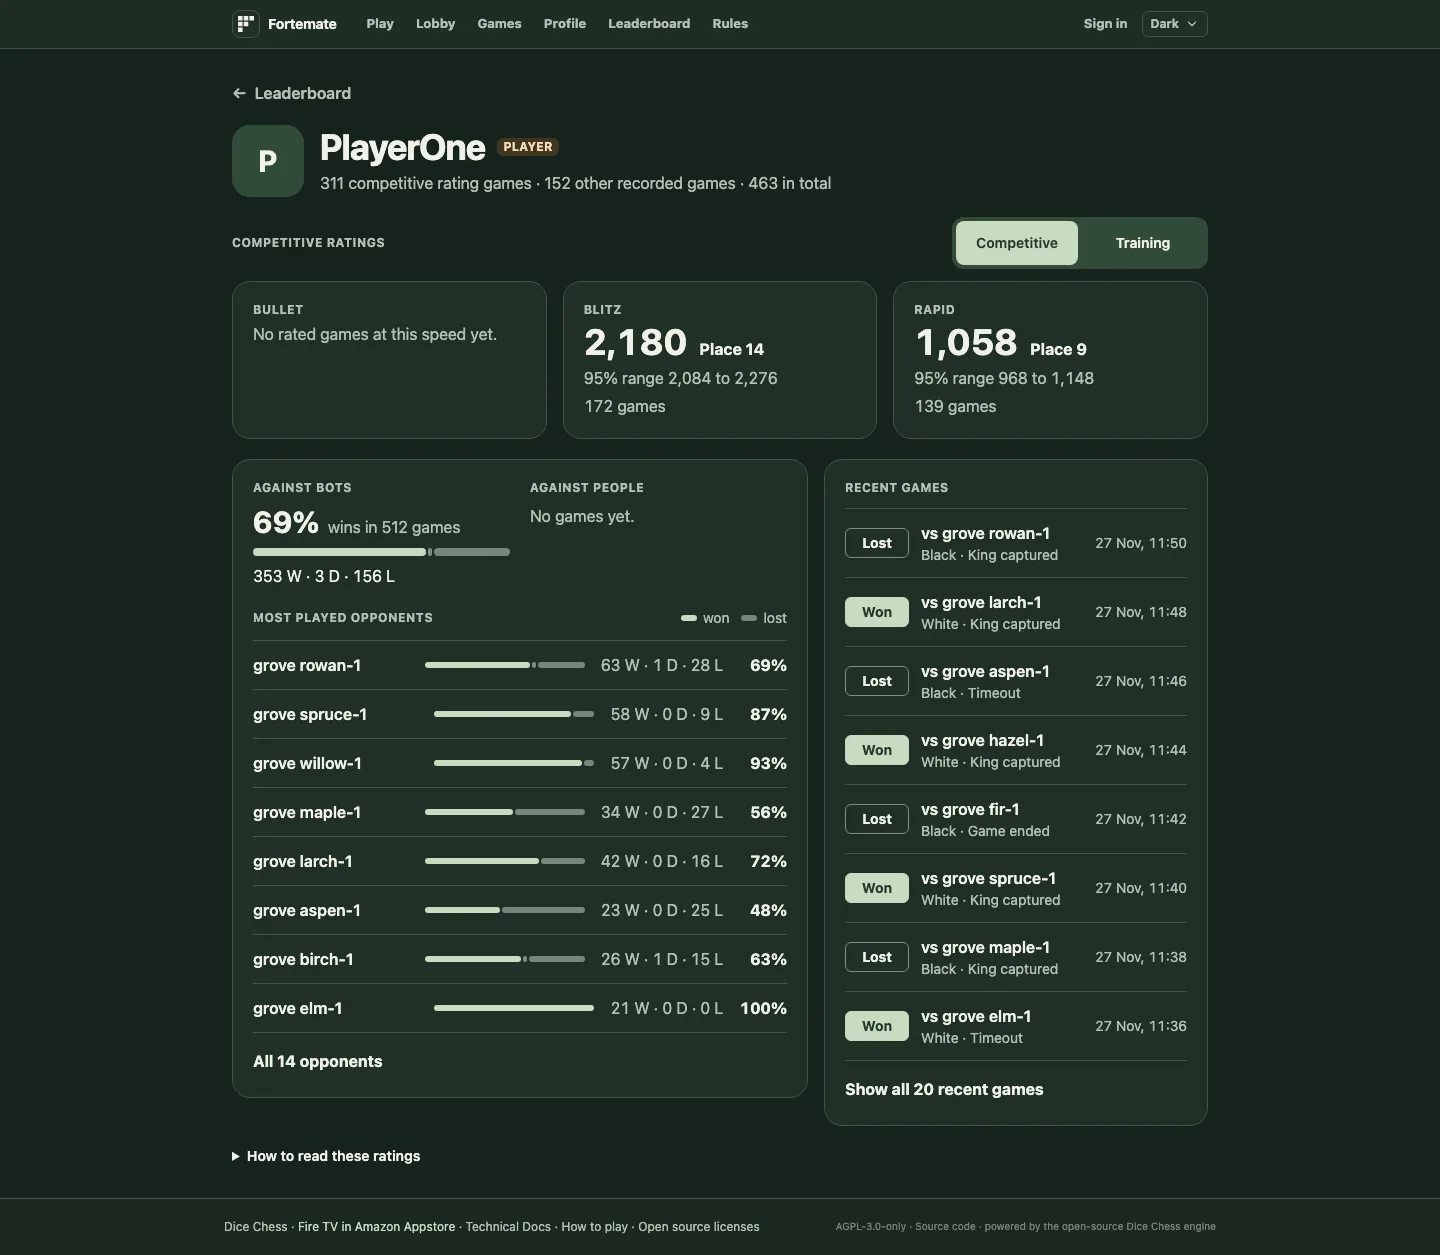 Fortemate Play Lobby Games Profile Leaderboard Rules Sign in Dark
← Leaderboard
P
PlayerOne PLAYER
311 competitive rating games · 152 other recorded games · 463 in total
COMPETITIVE RATINGS
Competitive Training
BULLET
No rated games at this speed yet.
BLITZ
2,180 Place 14
95% range 2,084 to 2,276
172 games
RAPID
1,058 Place 9
95% range 968 to 1,148
139 games
AGAINST BOTS
69% wins in 512 games
353 W · 3 D · 156 L
AGAINST PEOPLE
No games yet.
MOST PLAYED OPPONENTS won lost
grove rowan-1 63 W · 1 D · 28 L 69%
grove spruce-1 58 W · 0 D · 9 L 87%
grove willow-1 57 W · 0 D · 4 L 93%
grove maple-1 34 W · 0 D · 27 L 56%
grove larch-1 42 W · 0 D · 16 L 72%
grove aspen-1 23 W · 0 D · 25 L 48%
grove birch-1 26 W · 1 D · 15 L 63%
grove elm-1 21 W · 0 D · 0 L 100%
All 14 opponents
RECENT GAMES
Lost vs grove rowan-1 27 Nov, 11:50
Black · King captured
Won vs grove larch-1 27 Nov, 11:48
White · King captured
Lost vs grove aspen-1 27 Nov, 11:46
Black · Timeout
Won vs grove hazel-1 27 Nov, 11:44
White · King captured
Lost vs grove fir-1 27 Nov, 11:42
Black · Game ended
Won vs grove spruce-1 27 Nov, 11:40
White · King captured
Lost vs grove maple-1 27 Nov, 11:38
Black · King captured
Won vs grove elm-1 27 Nov, 11:36
White · Timeout
Show all 20 recent games
▶ How to read these ratings
Dice Chess · Fire TV in Amazon Appstore · Technical Docs · How to play · Open source licenses
AGPL-3.0-only · Source code · powered by the open-source Dice Chess engine